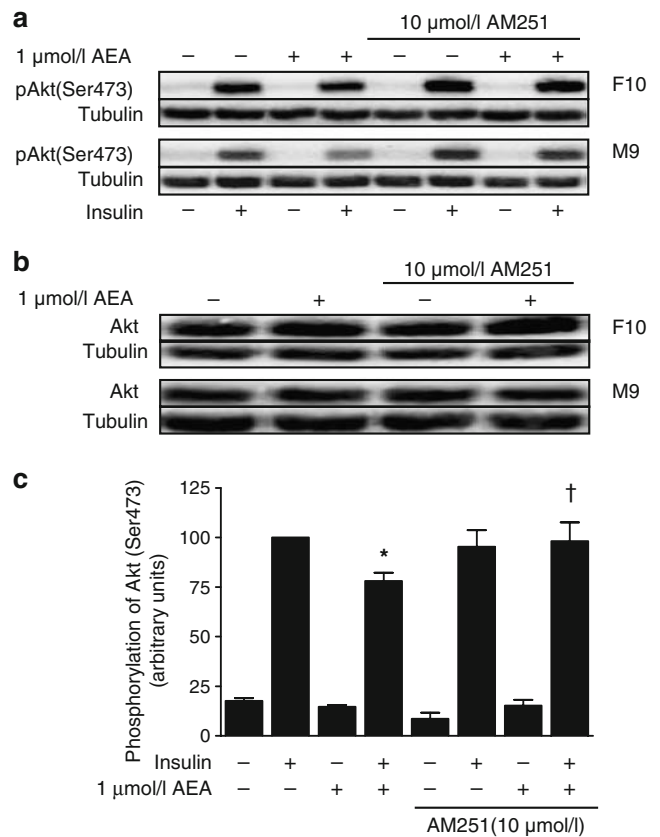 a
10 µmol/l AM251
1 µmol/l AEA – – + + – – + +
pAkt(Ser473) F10
Tubulin
pAkt(Ser473) M9
Tubulin
Insulin – + – + – + – +
b
10 µmol/l AM251
1 µmol/l AEA – + – +
Akt F10
Tubulin
Akt M9
Tubulin
c
Phosphorylation of Akt (Ser473)
(arbitrary units)
125
100
75
50
25
0
*
†
Insulin – + – + – + – +
1 µmol/l AEA – – + + – – + +
AM251(10 µmol/l)